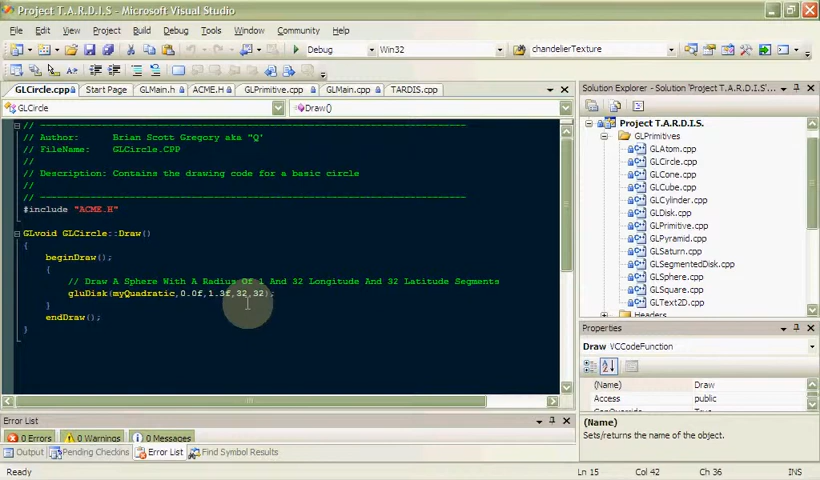 Project T.A.R.D.I.S - Microsoft Visual Studio
File Edit View Project Build Debug Tools Window Community Help
Debug Win32 chandelierTexture
GLCircle.cpp Start Page GLMain.h ACME.H GLPrimitive.cpp GLMain.cpp TARDIS.cpp
GLCircle Draw()
// Author: Brian Scott Gregory aka "Q'
// FileName: GLCircle.CPP
//
// Description: Contains the drawing code for a basic circle
//
#include "ACME.H"
GLvoid GLCircle::Draw()
{
beginDraw();
{
// Draw A Sphere With A Radius Of 1 And 32 Longitude And 32 Latitude Segments
gluDisk(myQuadratic,0.0f,1.3f,32,32);
}
endDraw();
}
Solution Explorer - Solution 'Project T.A.R.D.I.S'
Project T.A.R.D.I.S.
GLPrimitives
GLAtom.cpp
GLCircle.cpp
GLCone.cpp
GLCube.cpp
GLCylinder.cpp
GLDisk.cpp
GLPrimitive.cpp
GLPyramid.cpp
GLSaturn.cpp
GLSegmentedDisk.cpp
GLSphere.cpp
GLSquare.cpp
GLText2D.cpp
Headers
Properties
Draw VCCodeFunction
(Name) Draw
Access public
CanOverride True
(Name)
Sets/returns the name of the object.
Error List
0 Errors 0 Warnings 0 Messages
Output Pending Checkins Error List Find Symbol Results
Ready Ln 15 Col 42 Ch 36